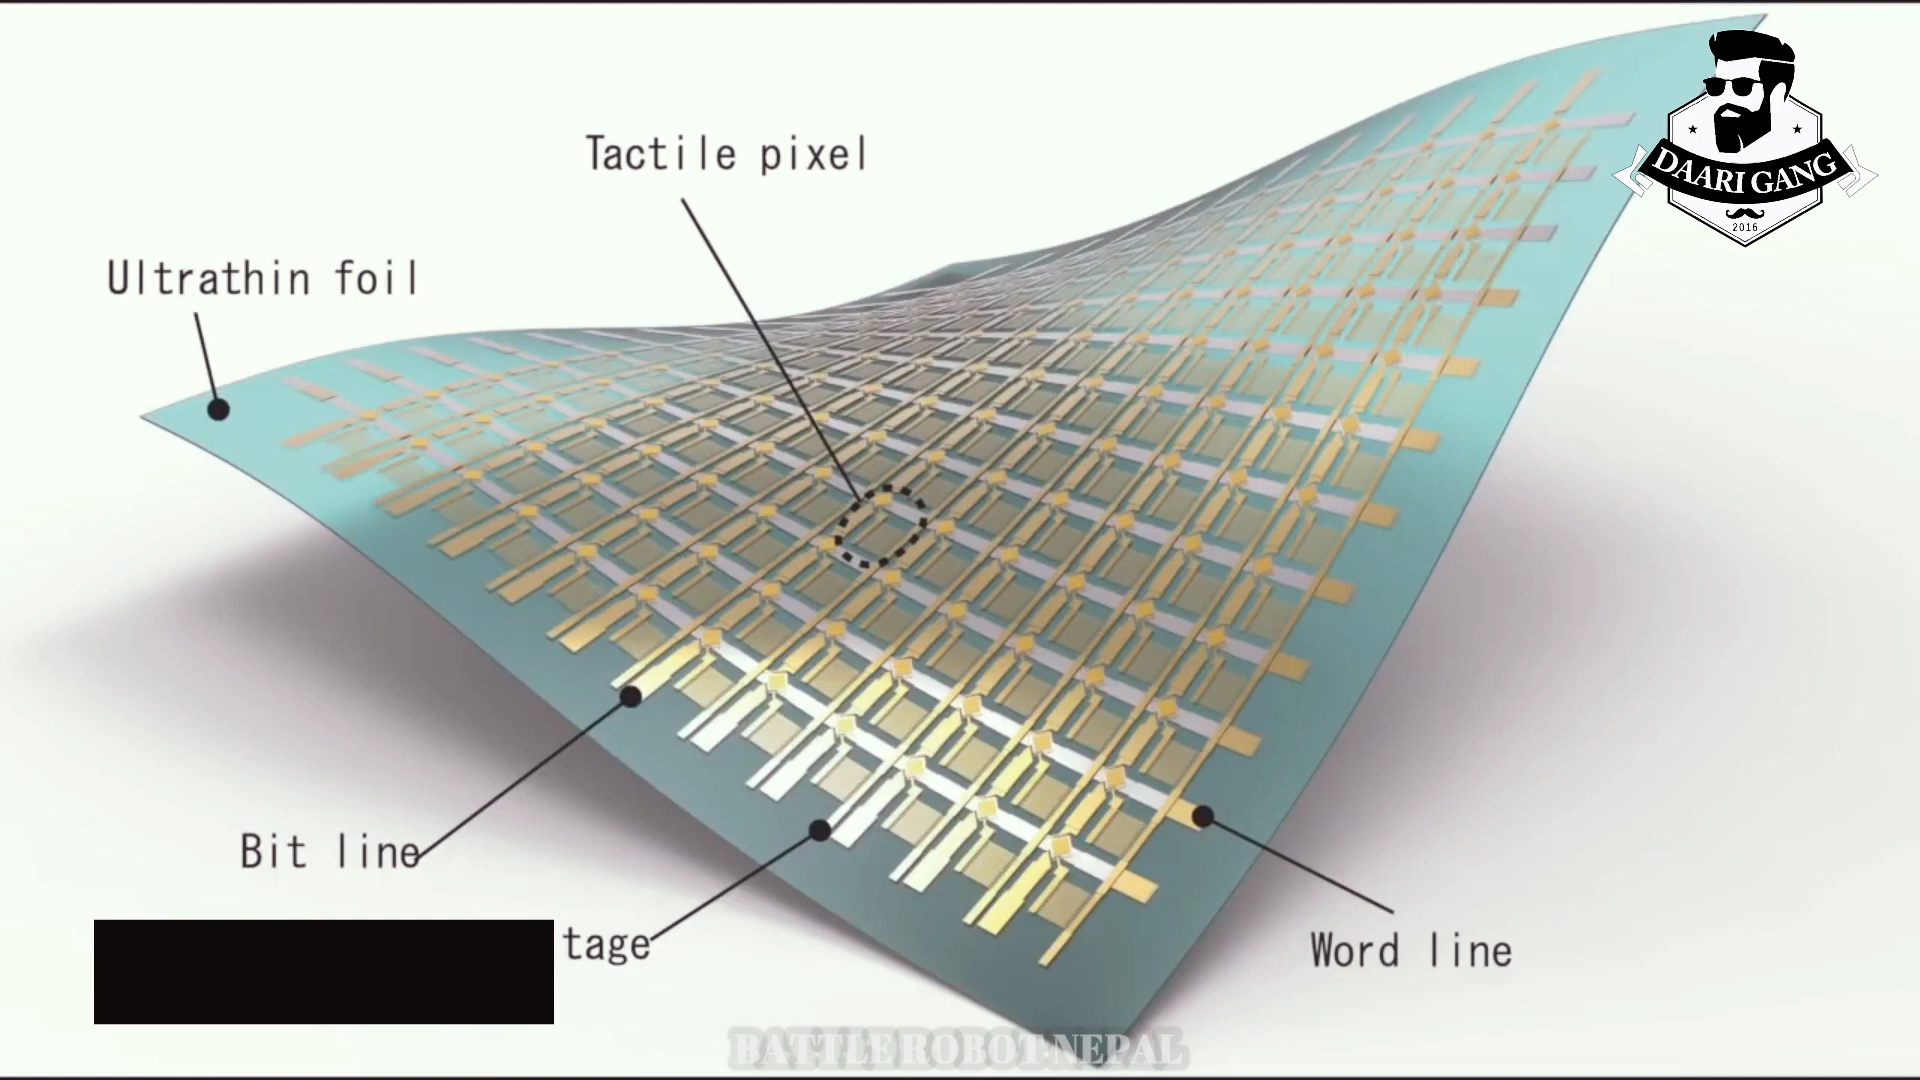 Tactile pixel
Ultrathin foil
DAARI GANG
2016
Bit line
tage
Word line
BATTLE ROBOT NEPAL